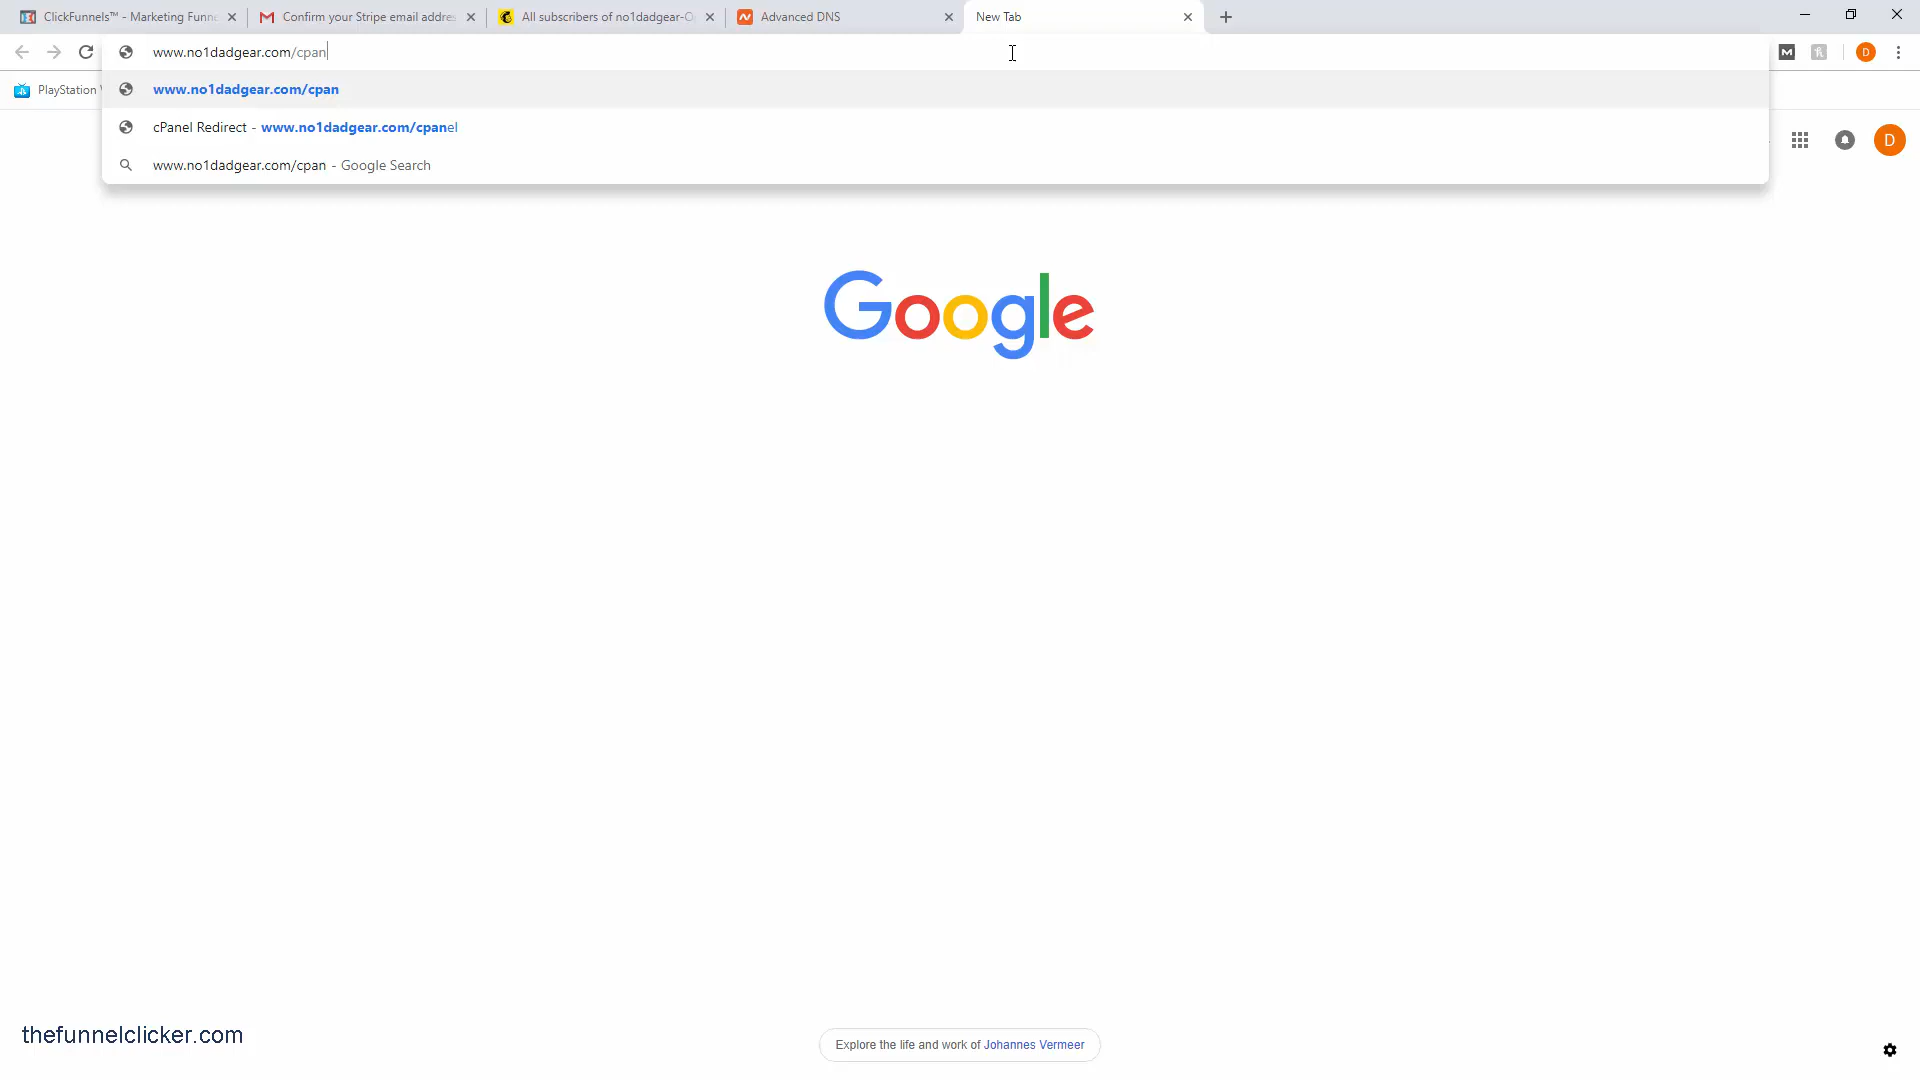 ClickFunnels™ - Marketing Funn
Confirm your Stripe email addre
All subscribers of no1dadgear-O
Advanced DNS
New Tab
www.no1dadgear.com/cpan
M
D
PlayStation
www.no1dadgear.com/cpan
cPanel Redirect - www.no1dadgear.com/cpanel
www.no1dadgear.com/cpan - Google Search
D
Google
thefunnelclicker.com
Explore the life and work of Johannes Vermeer